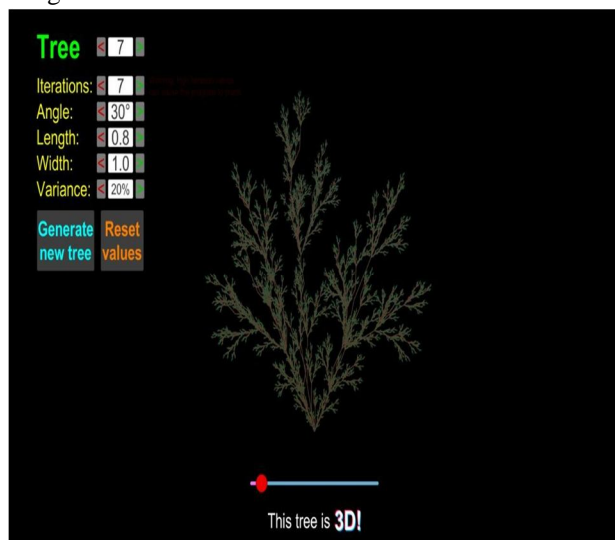 Tree < 7 >
Iterations: < 7 >
Angle: < 30° >
Length: < 0.8 >
Width: < 1.0 >
Variance: < 20% >
Generate new tree
Reset values
This tree is 3D!